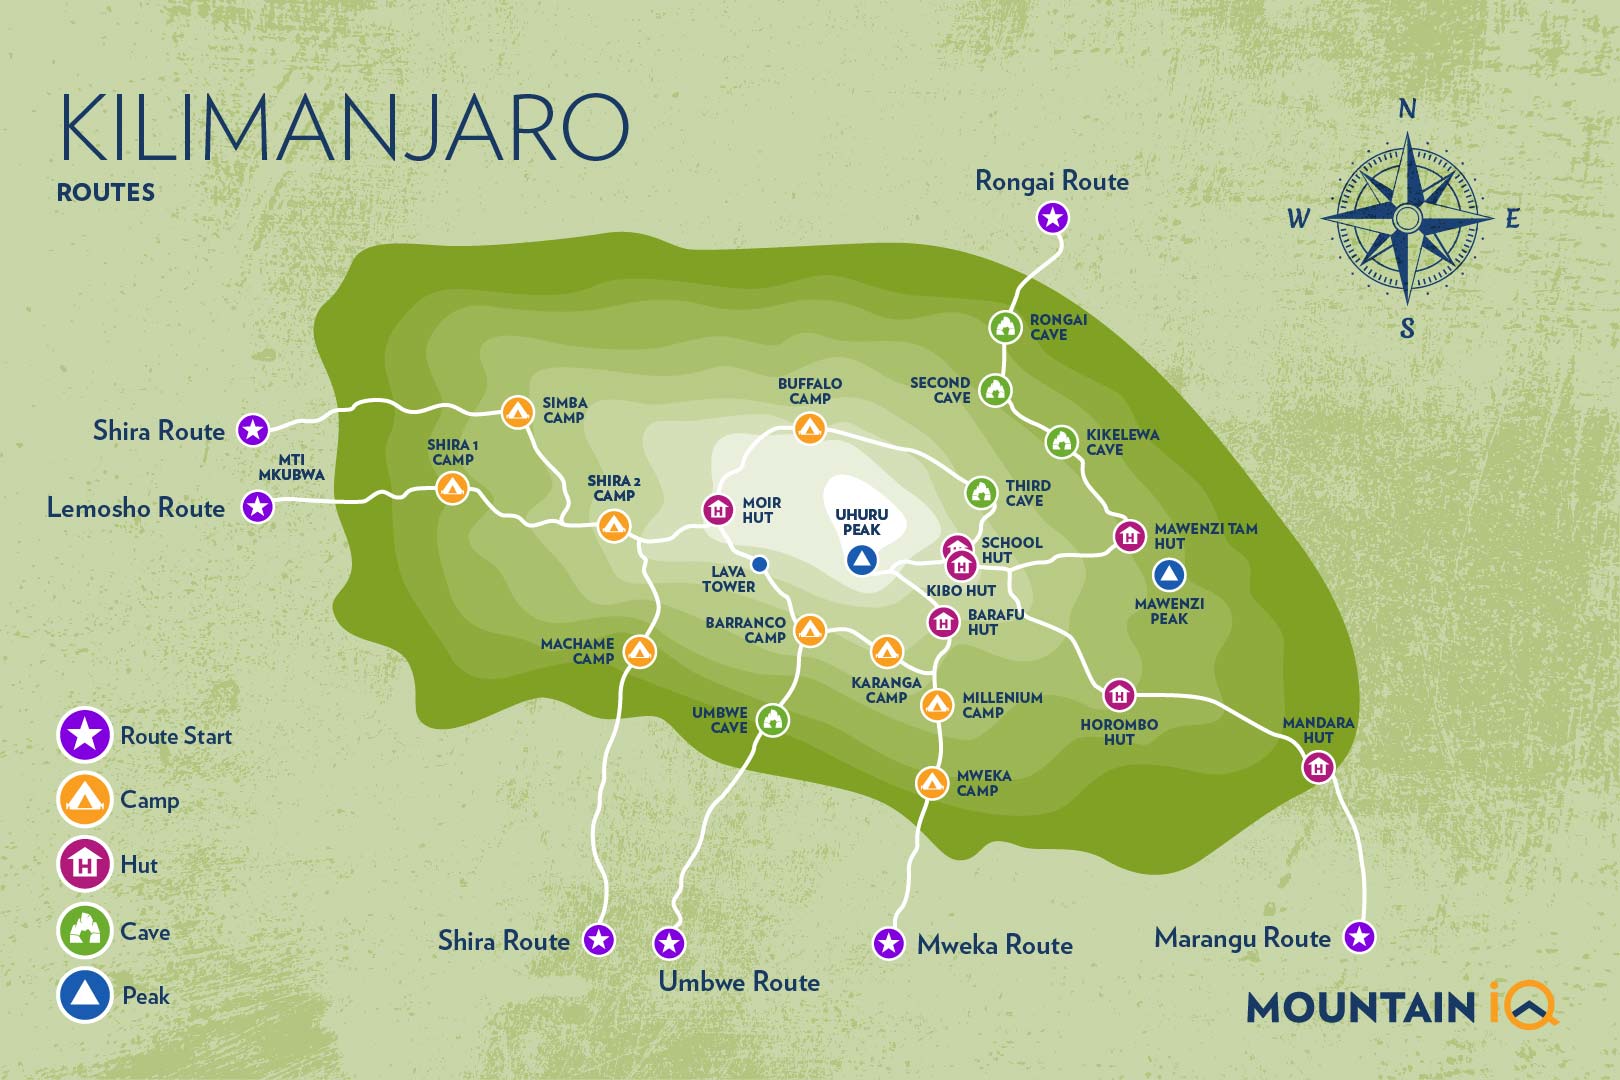 KILIMANJARO
ROUTES
N
W
E
S
Rongai Route
RONGAI
CAVE
SECOND
CAVE
BUFFALO
CAMP
KIKELEWA
CAVE
SIMBA
CAMP
Shira Route
SHIRA 1
CAMP
MTI
MKUBWA
Lemosho Route
SHIRA 2
CAMP
MOIR
HUT
UHURU
PEAK
THIRD
CAVE
SCHOOL
HUT
MAWENZI TAM
HUT
LAVA
TOWER
KIBO HUT
MAWENZI
PEAK
BARRANCO
CAMP
BARAFU
HUT
MACHAME
CAMP
KARANGA
CAMP
MILLENIUM
CAMP
UMBWE
CAVE
HOROMBO
HUT
MANDARA
HUT
MWEKA
CAMP
Route Start
Camp
H
Hut
Cave
Peak
Shira Route
Umbwe Route
Mweka Route
Marangu Route
MOUNTAIN iQ